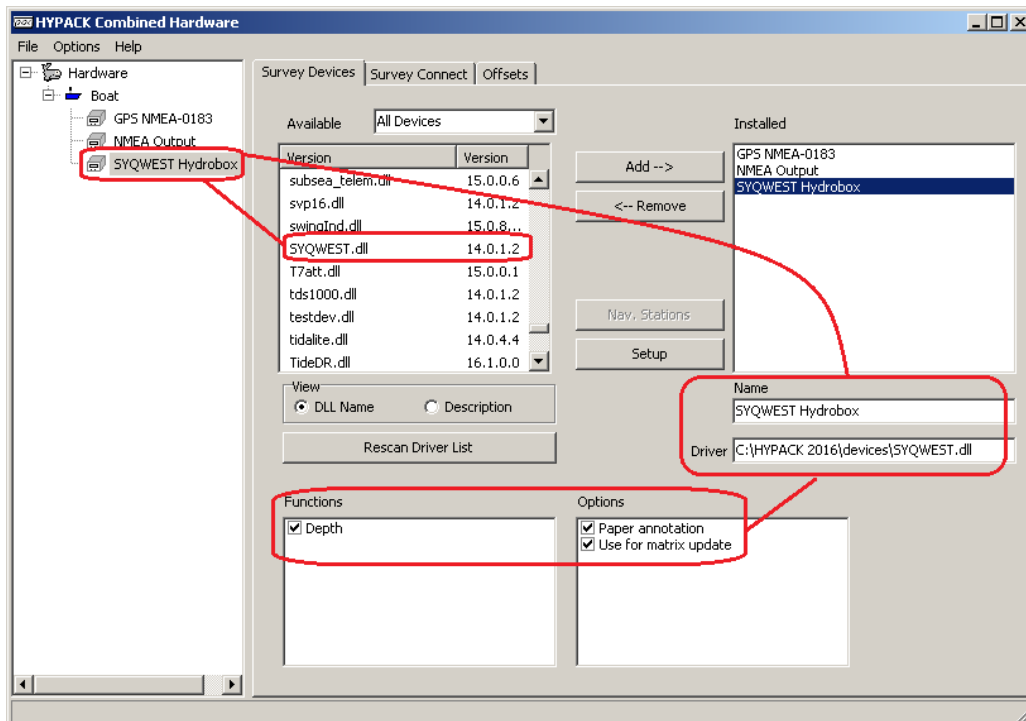 HYPACK Combined Hardware
File Options Help
Hardware
Boat
GPS NMEA-0183
NMEA Output
SYQWEST Hydrobox
Survey Devices Survey Connect Offsets
Available All Devices
Version Version
subsea_telem.dll 15.0.0.6
svp16.dll 14.0.1.2
swingInd.dll 15.0.8,...
SYQWEST.dll 14.0.1.2
T7att.dll 15.0.0.1
tds1000.dll 14.0.1.2
testdev.dll 14.0.1.2
tidalite.dll 14.0.4.4
TideDR.dll 16.1.0.0
View
DLL Name Description
Rescan Driver List
Add -->
<-- Remove
Nav. Stations
Setup
Installed
GPS NMEA-0183
NMEA Output
SYQWEST Hydrobox
Name
SYQWEST Hydrobox
Driver C:\HYPACK 2016\devices\SYQWEST.dll
Functions
Depth
Options
Paper annotation
Use for matrix update